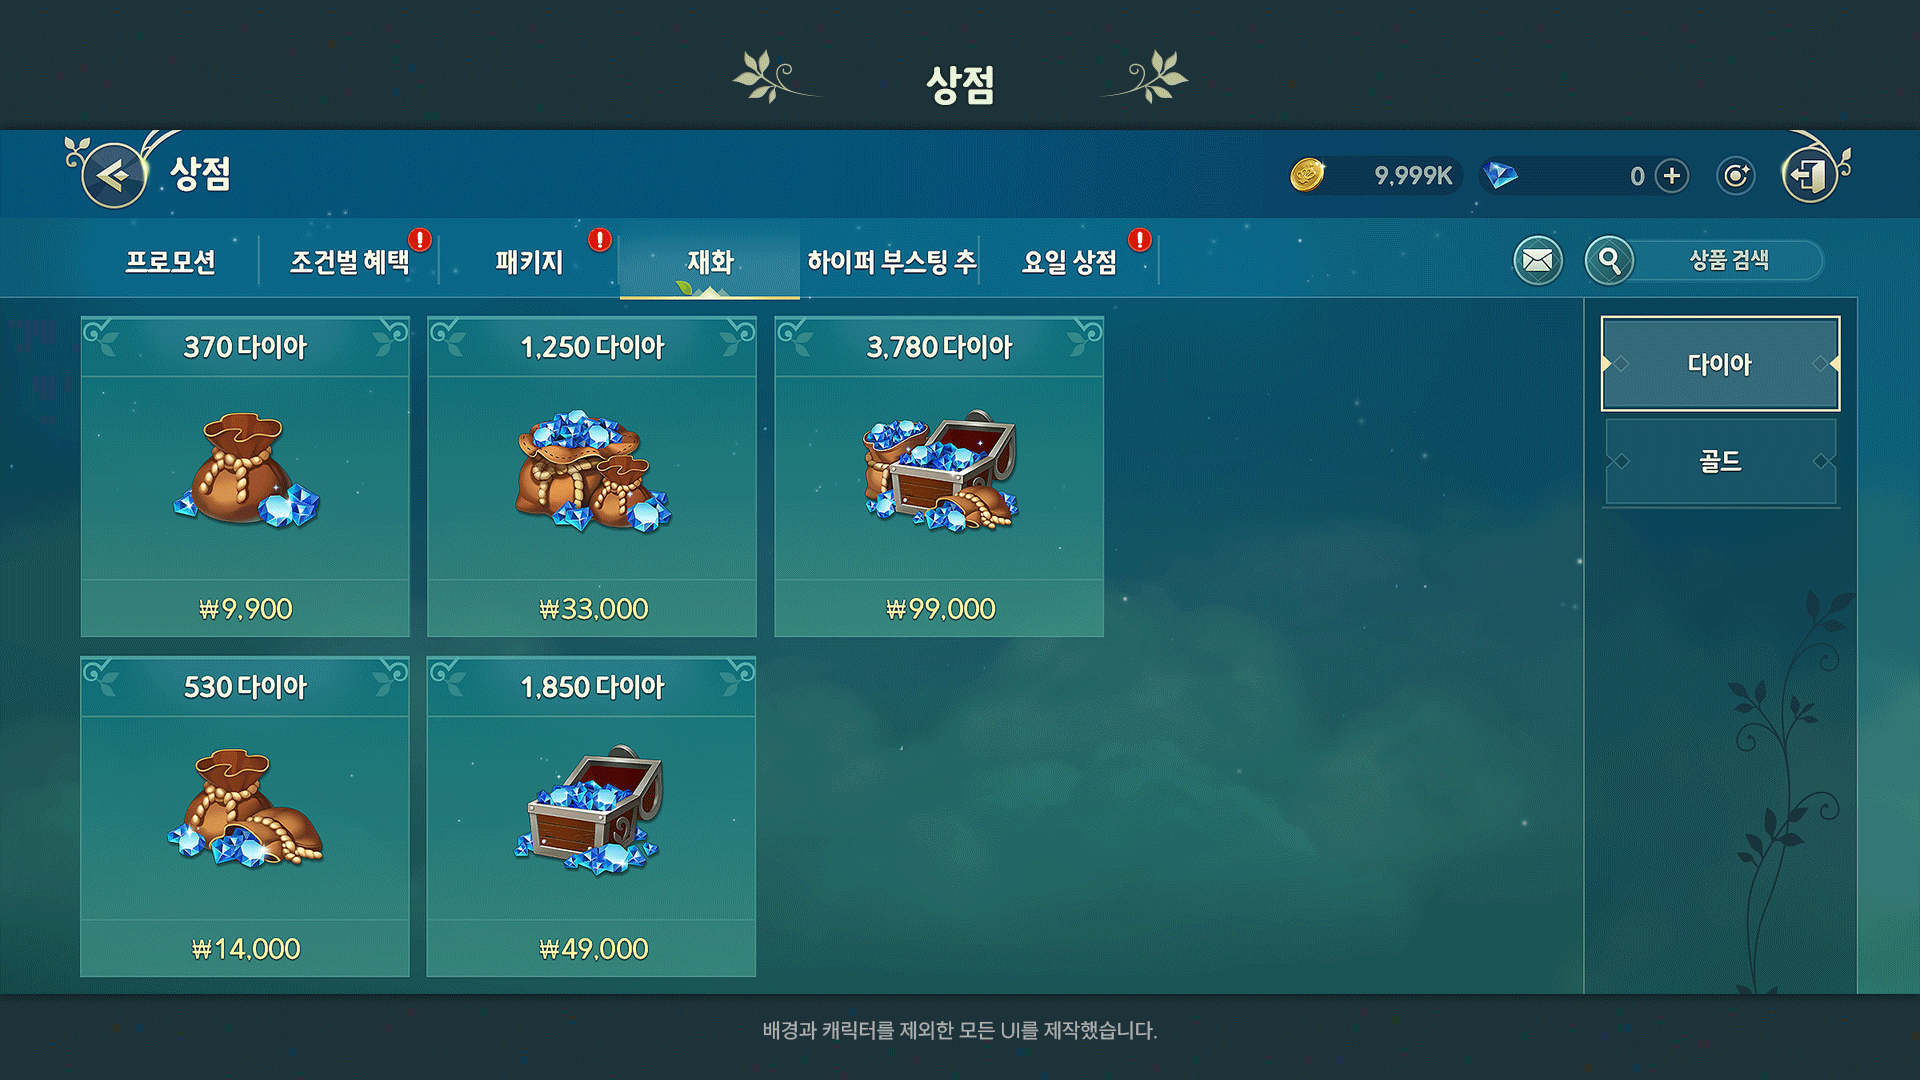 상점
상점
9,999K
0
프로모션
조건벌 혜택
패키지
재화
하이퍼 부스팅 추
요일 상점
상품 검색
370 다이아
1,250 다이아
3,780 다이아
다이아
골드
₩9,900
₩33,000
₩99,000
530 다이아
1,850 다이아
₩14,000
₩49,000
배경과 캐릭터를 제외한 모든 UI를 제작했습니다.